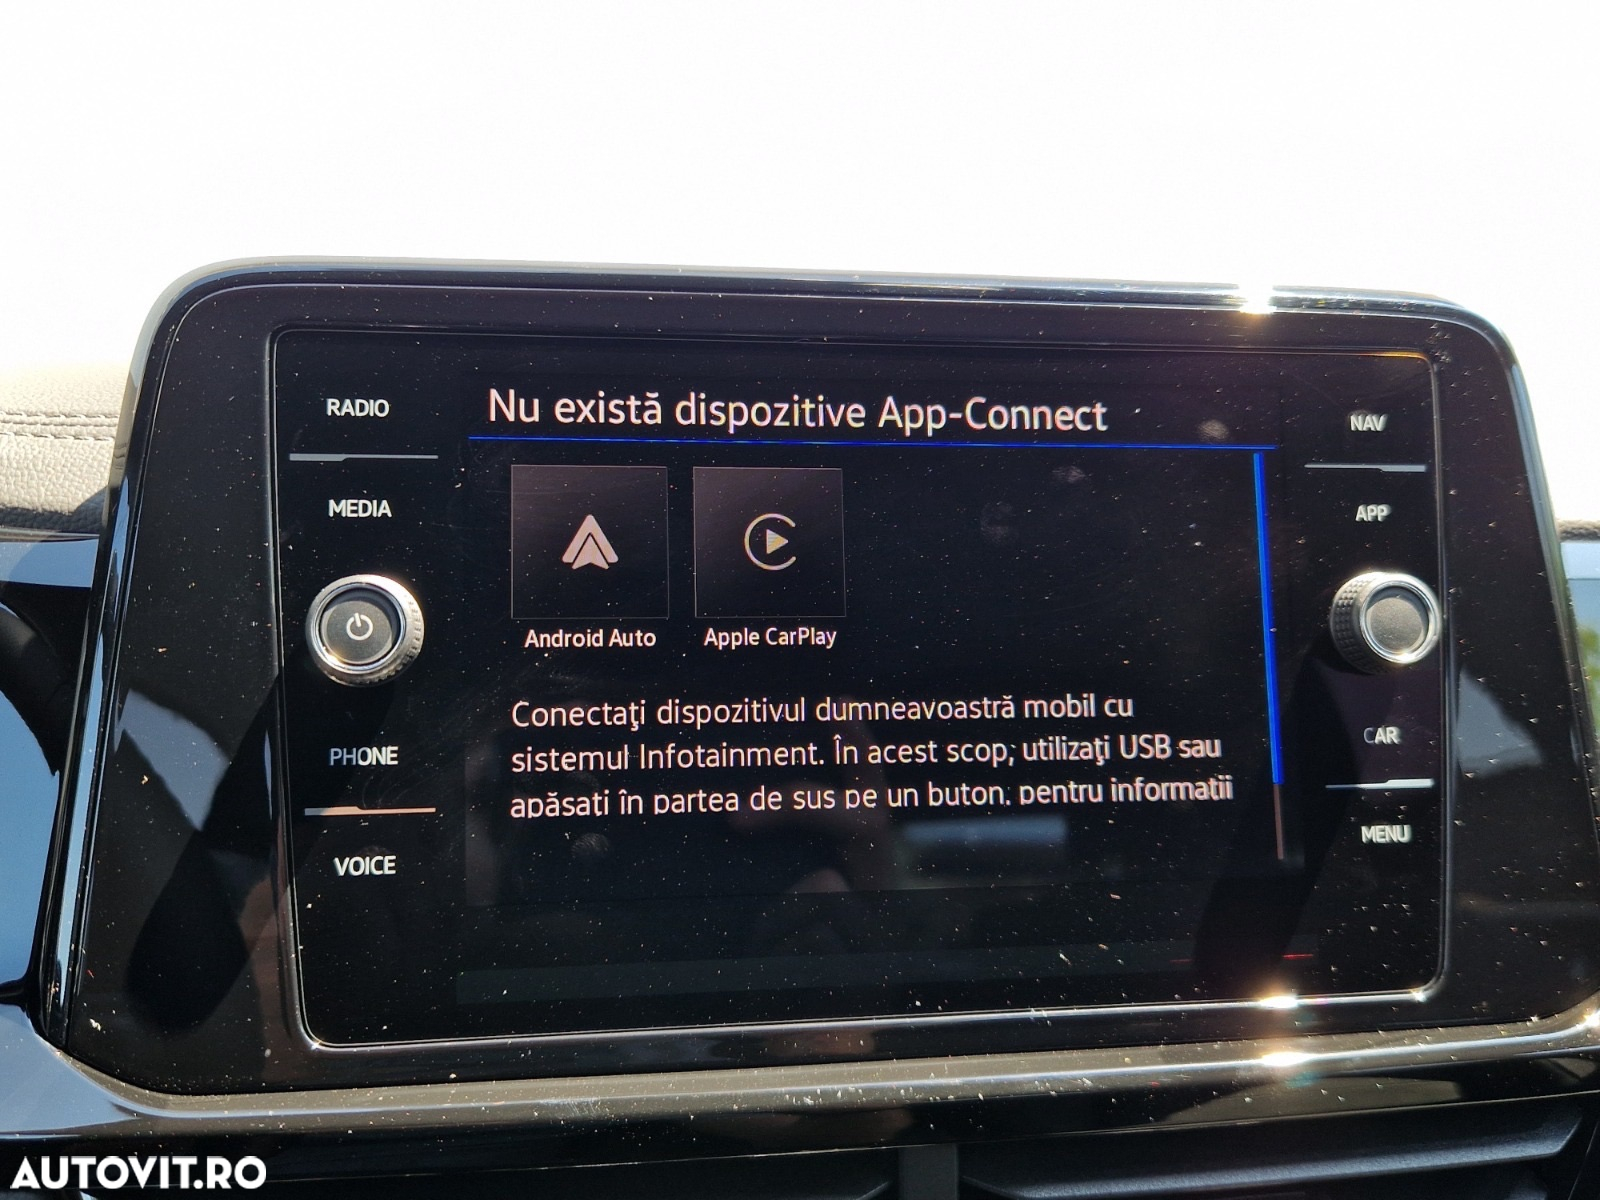 Nu există dispozitive App-Connect
RADIO
MEDIA
PHONE
VOICE
Android Auto
Apple CarPlay
Conectaţi dispozitivul dumneavoastră mobil cu
sistemul Infotainment. În acest scop, utilizaţi USB sau
apăsaţi în partea de sus pe un buton, pentru informaţii
NAV
APP
CAR
MENU
AUTOVIT.RO